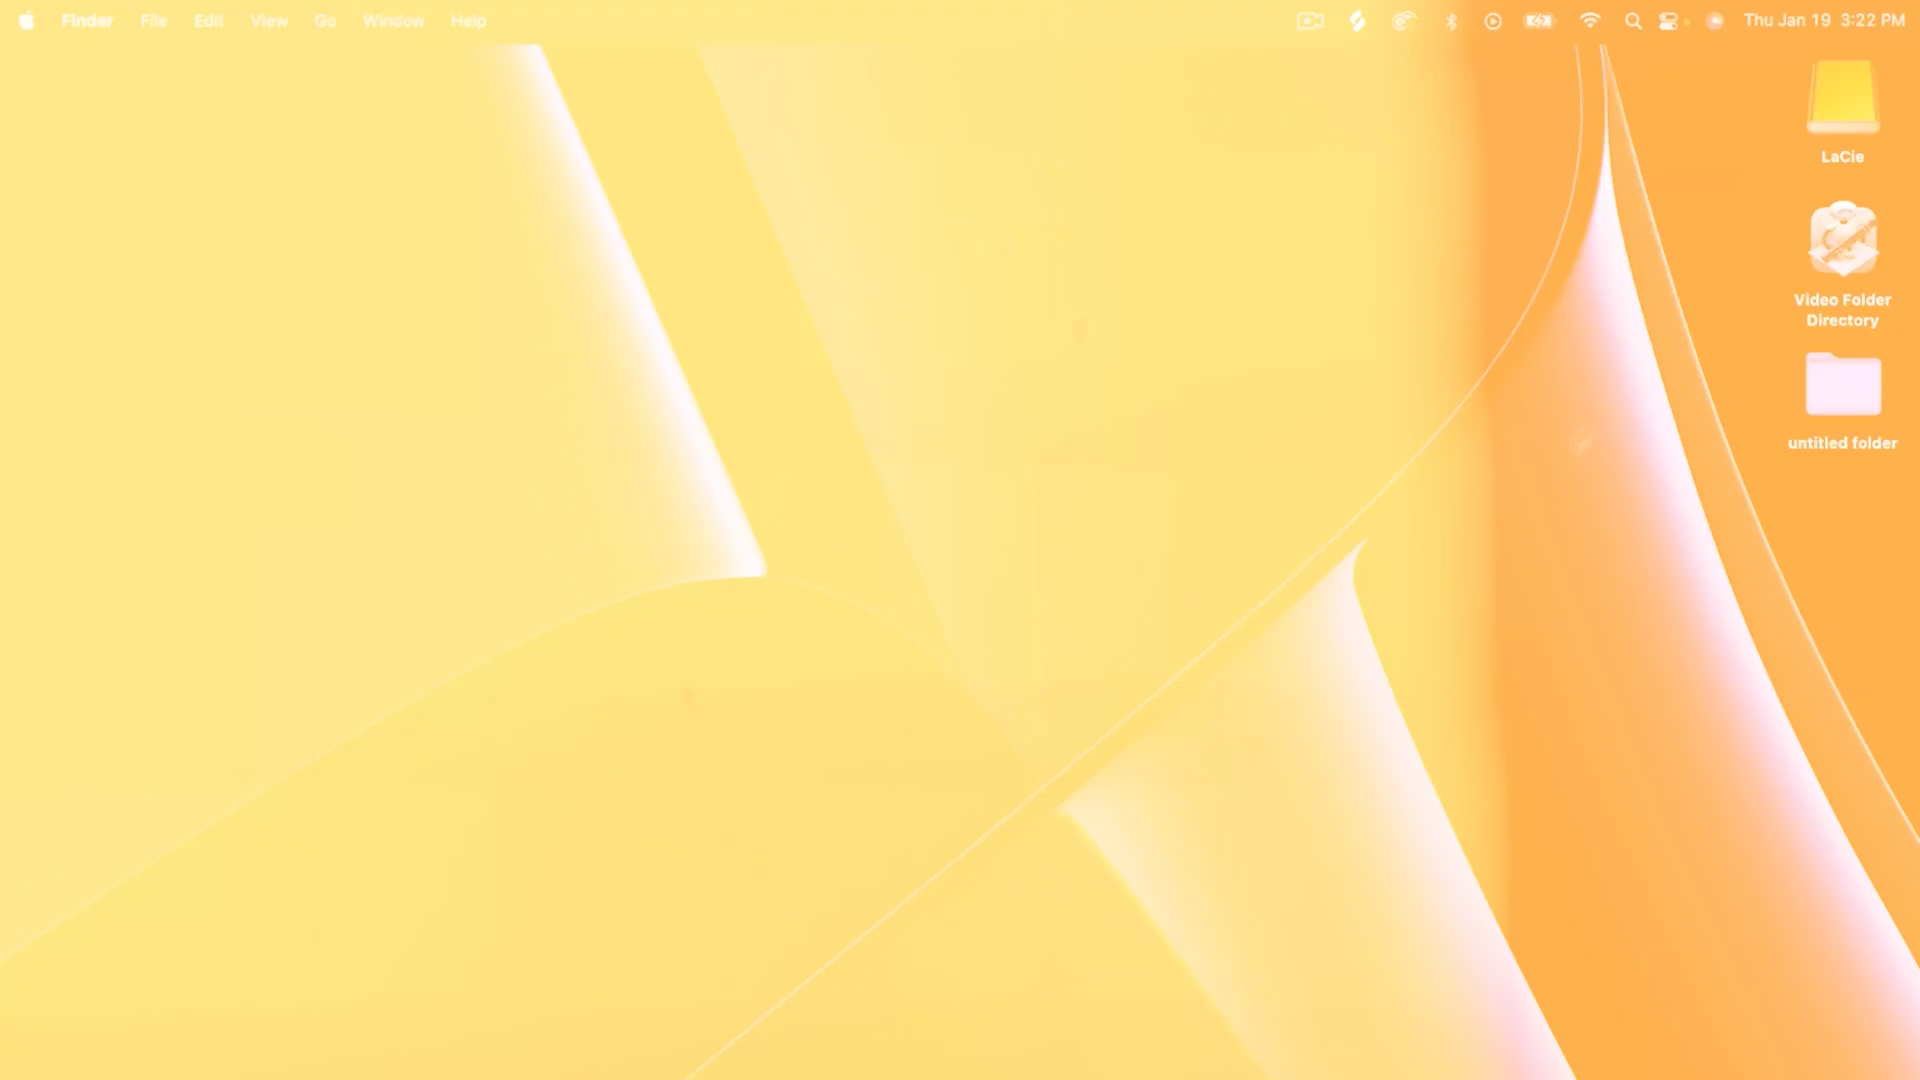 Finder File Edit View Go Window Help Thu Jan 19 3:22 PM
LaCie
Video Folder
Directory
untitled folder